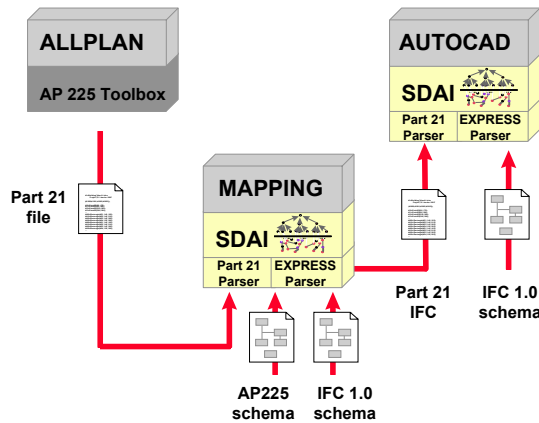 ALLPLAN
AP 225 Toolbox
AUTOCAD
SDAI
Part 21 EXPRESS
Parser Parser
Part 21
file
MAPPING
SDAI
Part 21 EXPRESS
Parser Parser
Part 21
IFC
IFC 1.0
schema
AP225
schema
IFC 1.0
schema